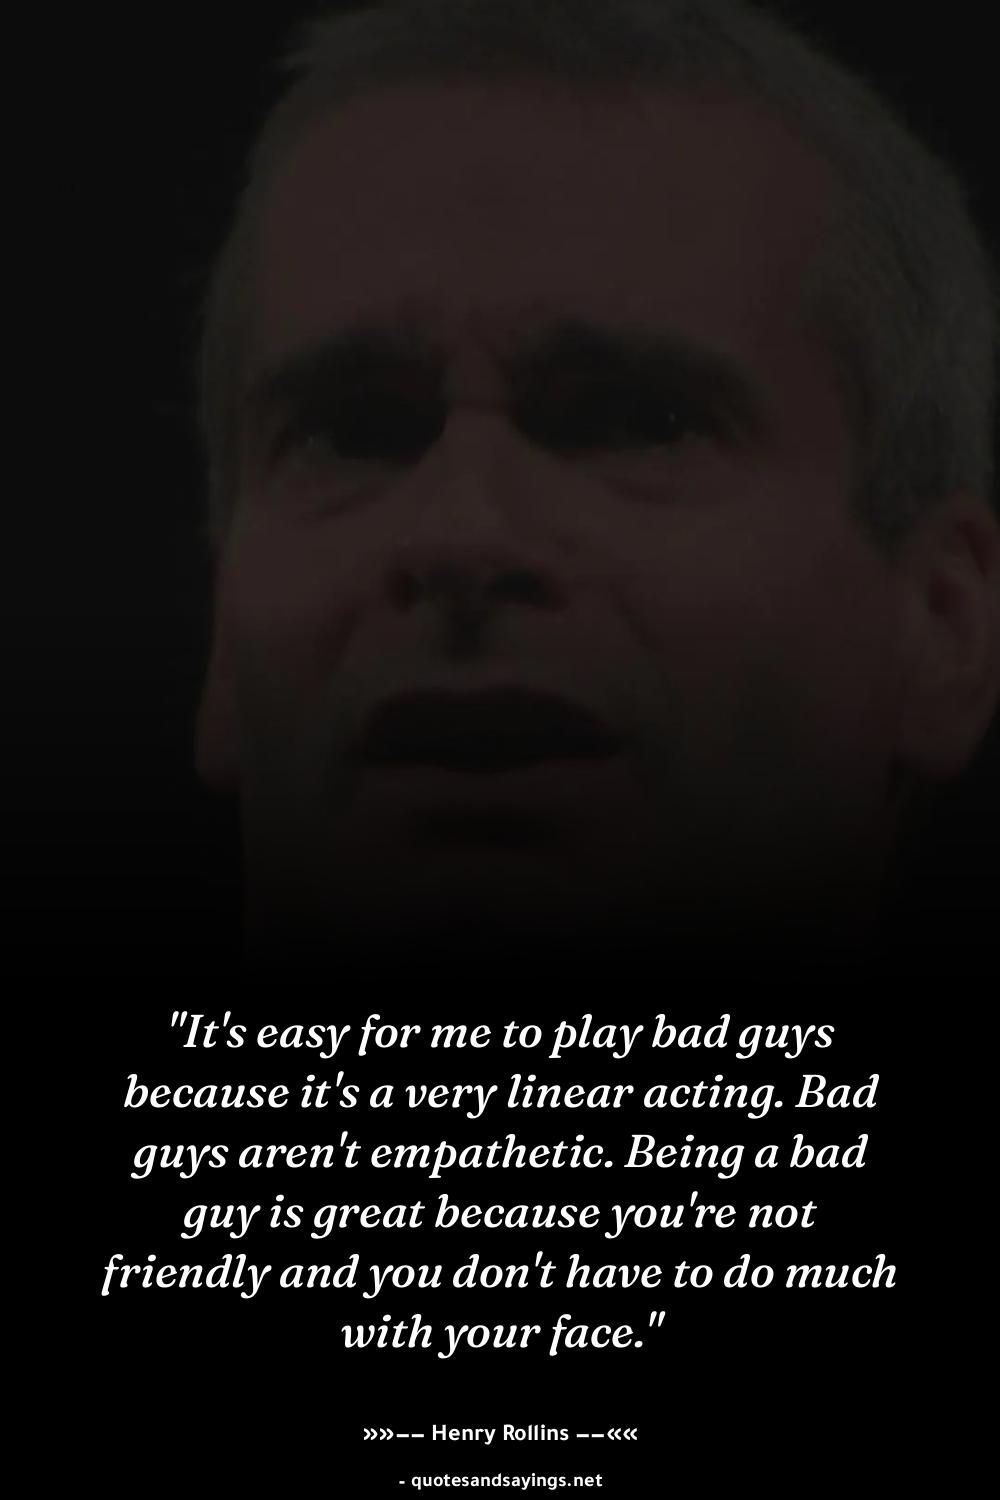 "It's easy for me to play bad guys
because it's a very linear acting. Bad
guys aren't empathetic. Being a bad
guy is great because you're not
friendly and you don't have to do much
with your face."
»»−− Henry Rollins −−««
- quotesandsayings.net